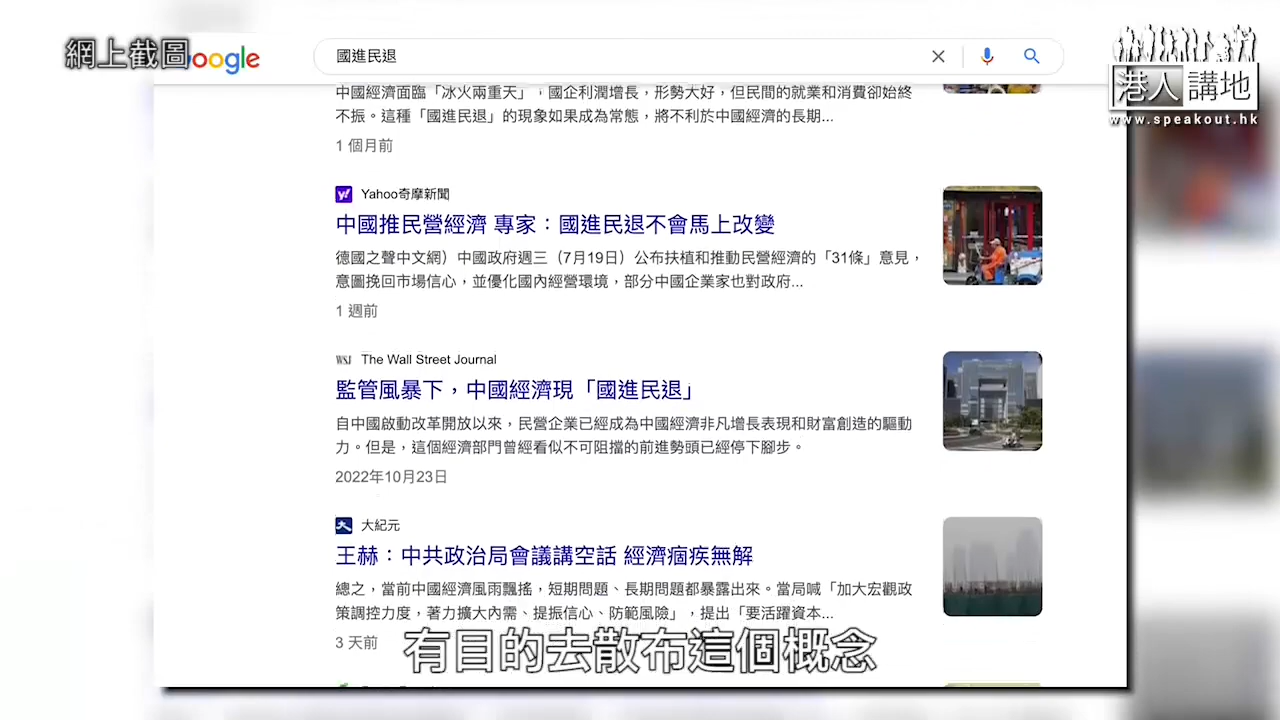 網上截圖
oogle
國進民退
港人講地
www.speakout.hk
中國經濟面臨「冰火兩重天」，國企利潤增長，形勢大好，但民間的就業和消費卻始終
不振。這種「國進民退」的現象如果成為常態，將不利於中國經濟的長期...
1 個月前
Yahoo奇摩新聞
中國推民營經濟 專家：國進民退不會馬上改變
德國之聲中文網）中國政府週三（7月19日）公布扶植和推動民營經濟的「31條」意見，
意圖挽回市場信心，並優化國內經營環境，部分中國企業家也對政府...
1 週前
WSJ The Wall Street Journal
監管風暴下，中國經濟現「國進民退」
自中國啟動改革開放以來，民營企業已經成為中國經濟非凡增長表現和財富創造的驅動
力。但是，這個經濟部門曾經看似不可阻擋的前進勢頭已經停下腳步。
2022年10月23日
大紀元
王赫：中共政治局會議講空話 經濟痼疾無解
總之，當前中國經濟風雨飄搖，短期問題、長期問題都暴露出來。當局喊「加大宏觀政
策調控力度，著力擴大內需、提振信心、防範風險」，提出「要活躍資本...
3 天前
有目的去散布這個概念